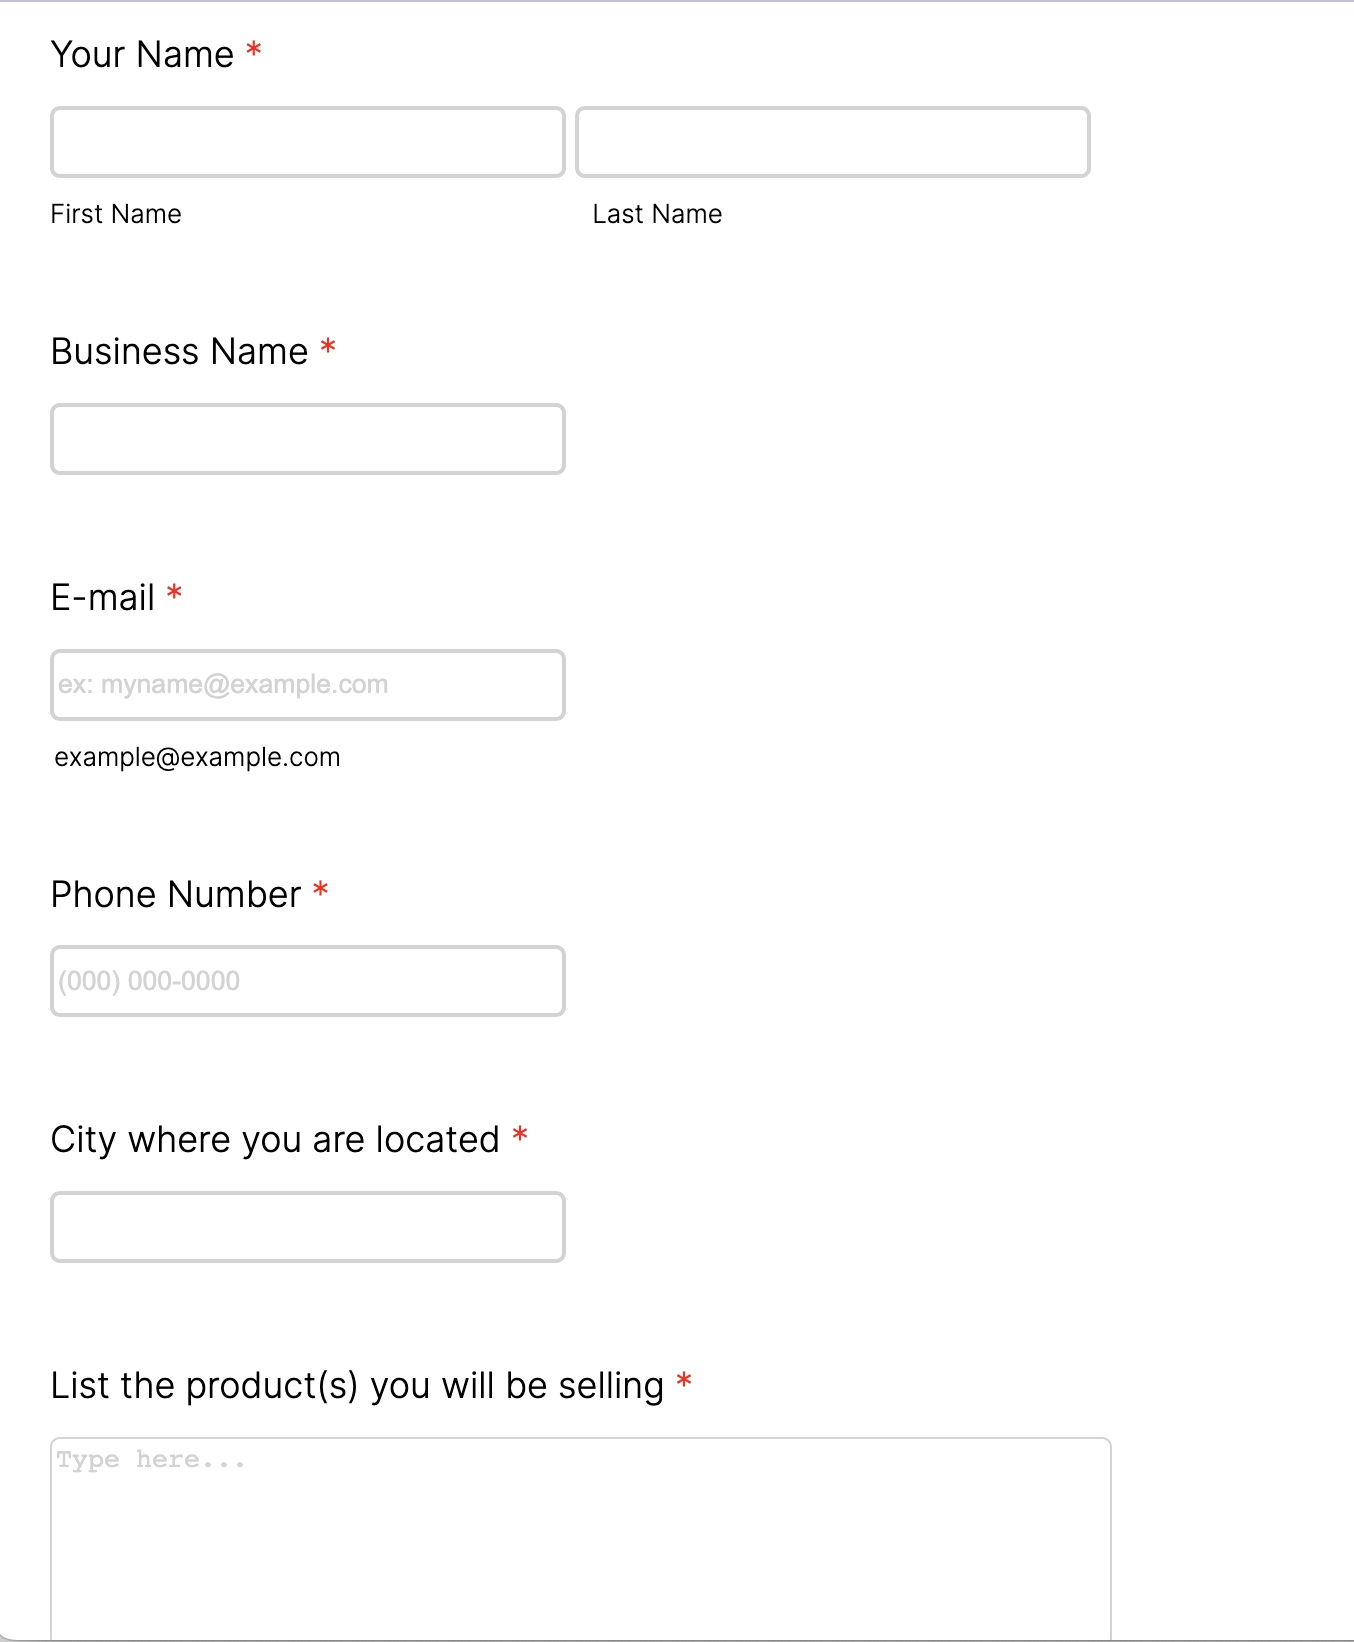 Your Name *
First Name Last Name
Business Name *
E-mail *
ex: myname@example.com
example@example.com
Phone Number *
(000) 000-0000
City where you are located *
List the product(s) you will be selling *
Type here...